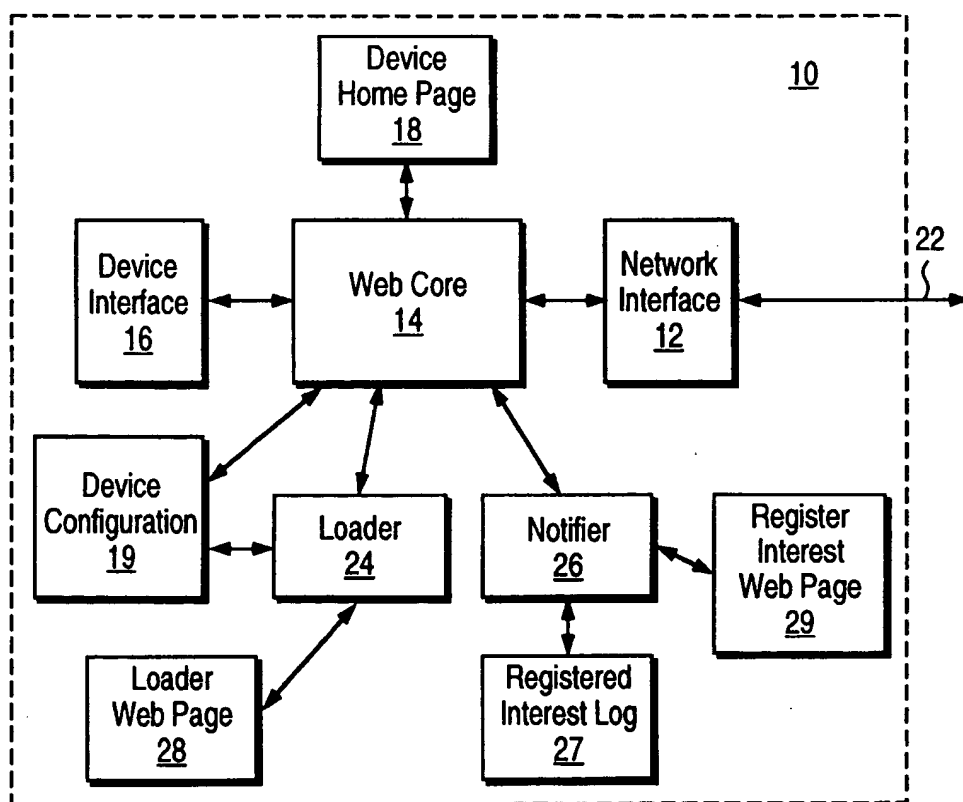 Device
Home Page
18
10
22
Device
Interface
16
Web Core
14
Network
Interface
12
Device
Configuration
19
Loader
24
Notifier
26
Register
Interest
Web Page
29
Loader
Web Page
28
Registered
Interest Log
27